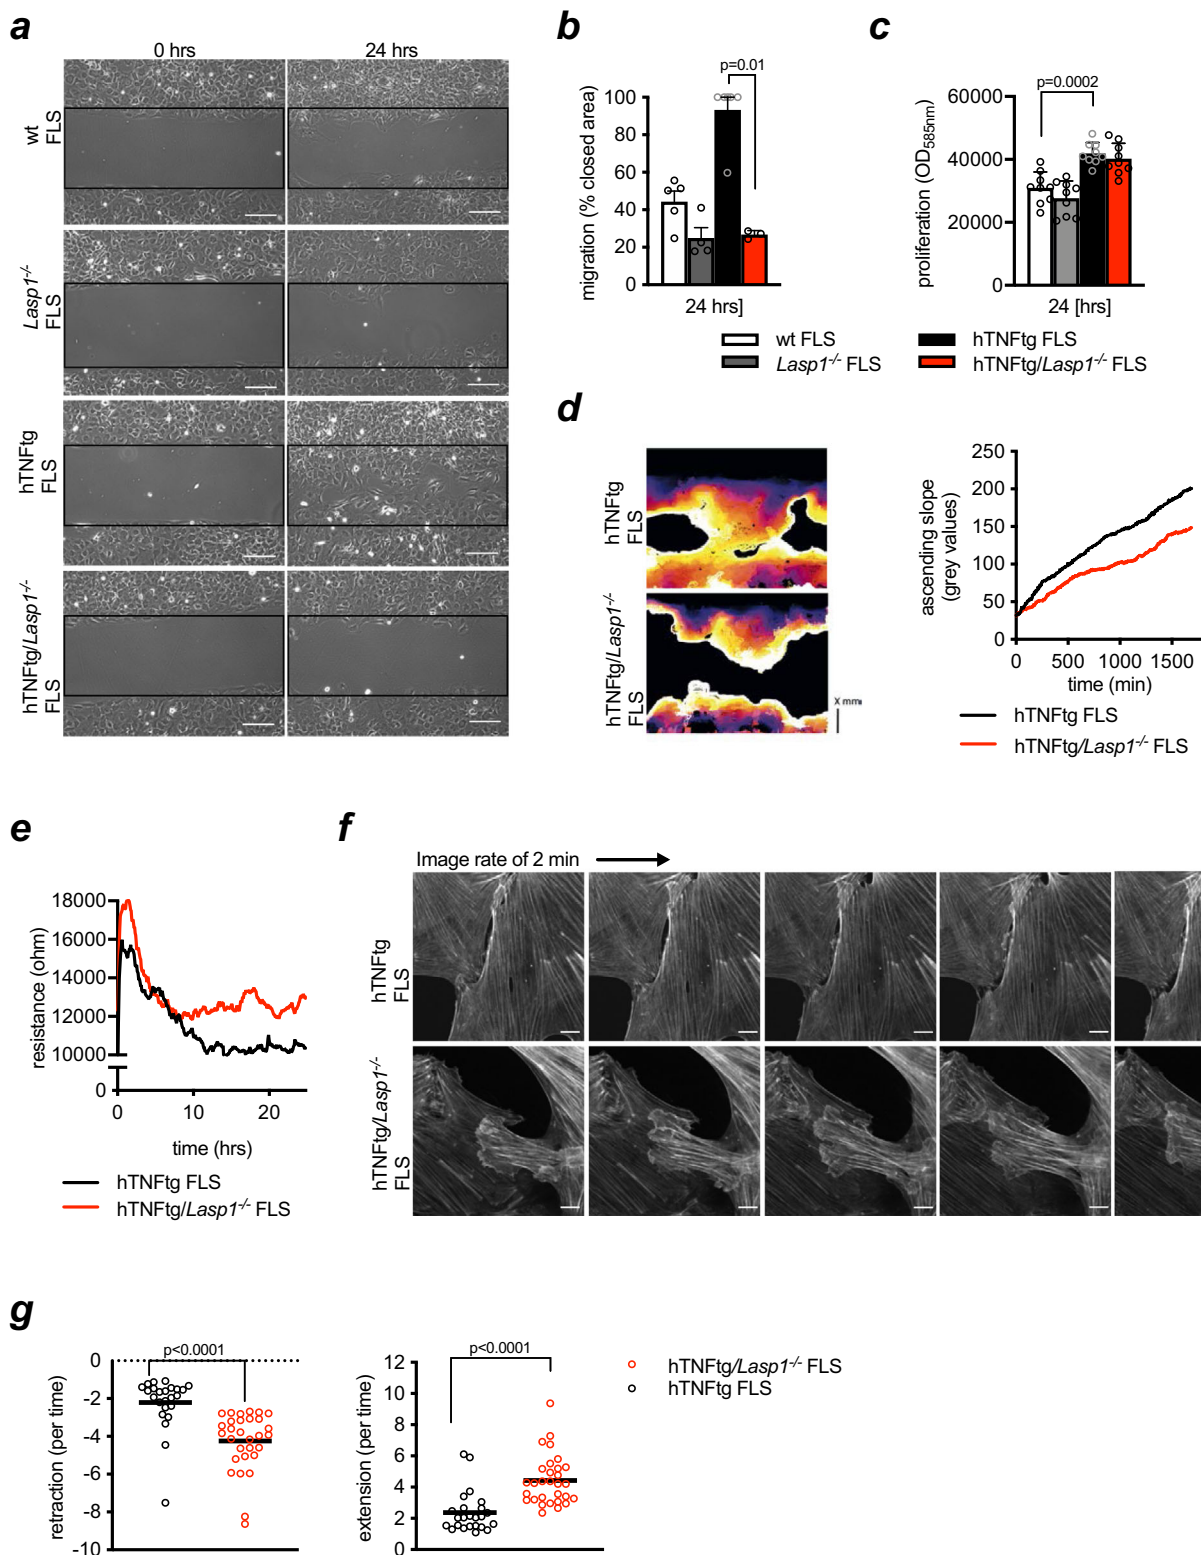 a
0 hrs
24 hrs
wt
FLS
Lasp1-/-
FLS
hTNFtg
FLS
hTNFtg/Lasp1-/-
FLS
b
p=0.01
migration (% closed area)
100
80
60
40
20
0
24 hrs]
c
p=0.0002
proliferation (OD585nm)
60000
40000
20000
0
24 [hrs]
wt FLS
Lasp1-/- FLS
hTNFtg FLS
hTNFtg/Lasp1-/- FLS
d
hTNFtg
FLS
hTNFtg/Lasp1-/-
FLS
X mm
ascending slope
(grey values)
250
200
150
100
50
0
0 500 1000 1500
time (min)
hTNFtg FLS
hTNFtg/Lasp1-/- FLS
e
resistance (ohm)
18000
16000
14000
12000
10000
0
0 10 20
time (hrs)
hTNFtg FLS
hTNFtg/Lasp1-/- FLS
f
Image rate of 2 min
hTNFtg
FLS
hTNFtg/Lasp1-/-
FLS
g
p<0.0001
retraction (per time)
0
-2
-4
-6
-8
-10
p<0.0001
extension (per time)
12
10
8
6
4
2
0
hTNFtg/Lasp1-/- FLS
hTNFtg FLS